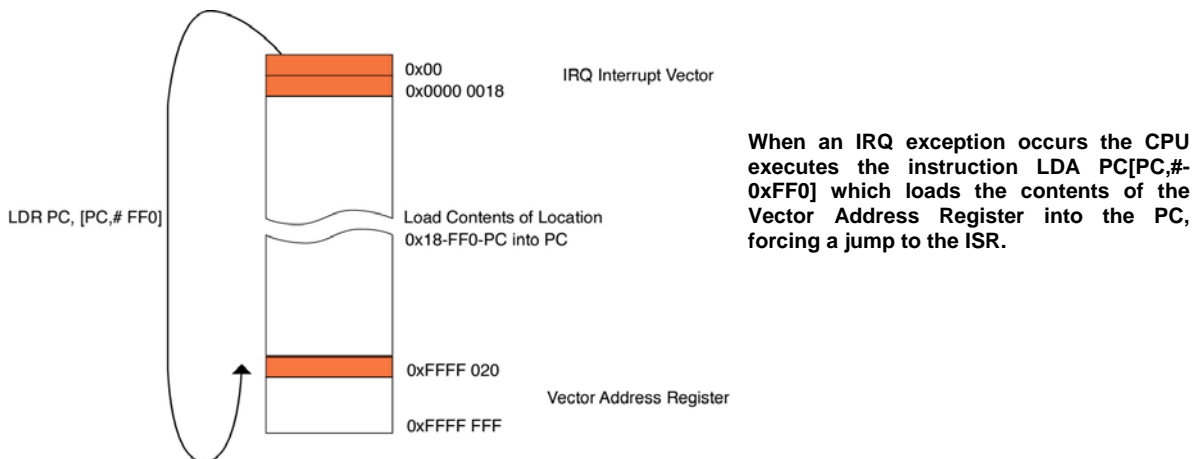 0x00
IRQ Interrupt Vector
0x0000 0018
When an IRQ exception occurs the CPU
executes the instruction LDA PC[PC,#-
0xFF0] which loads the contents of the
Vector Address Register into the PC,
forcing a jump to the ISR.
LDR PC, [PC,# FF0]
Load Contents of Location
0x18-FF0-PC into PC
0xFFFF 020
Vector Address Register
0xFFFF FFF